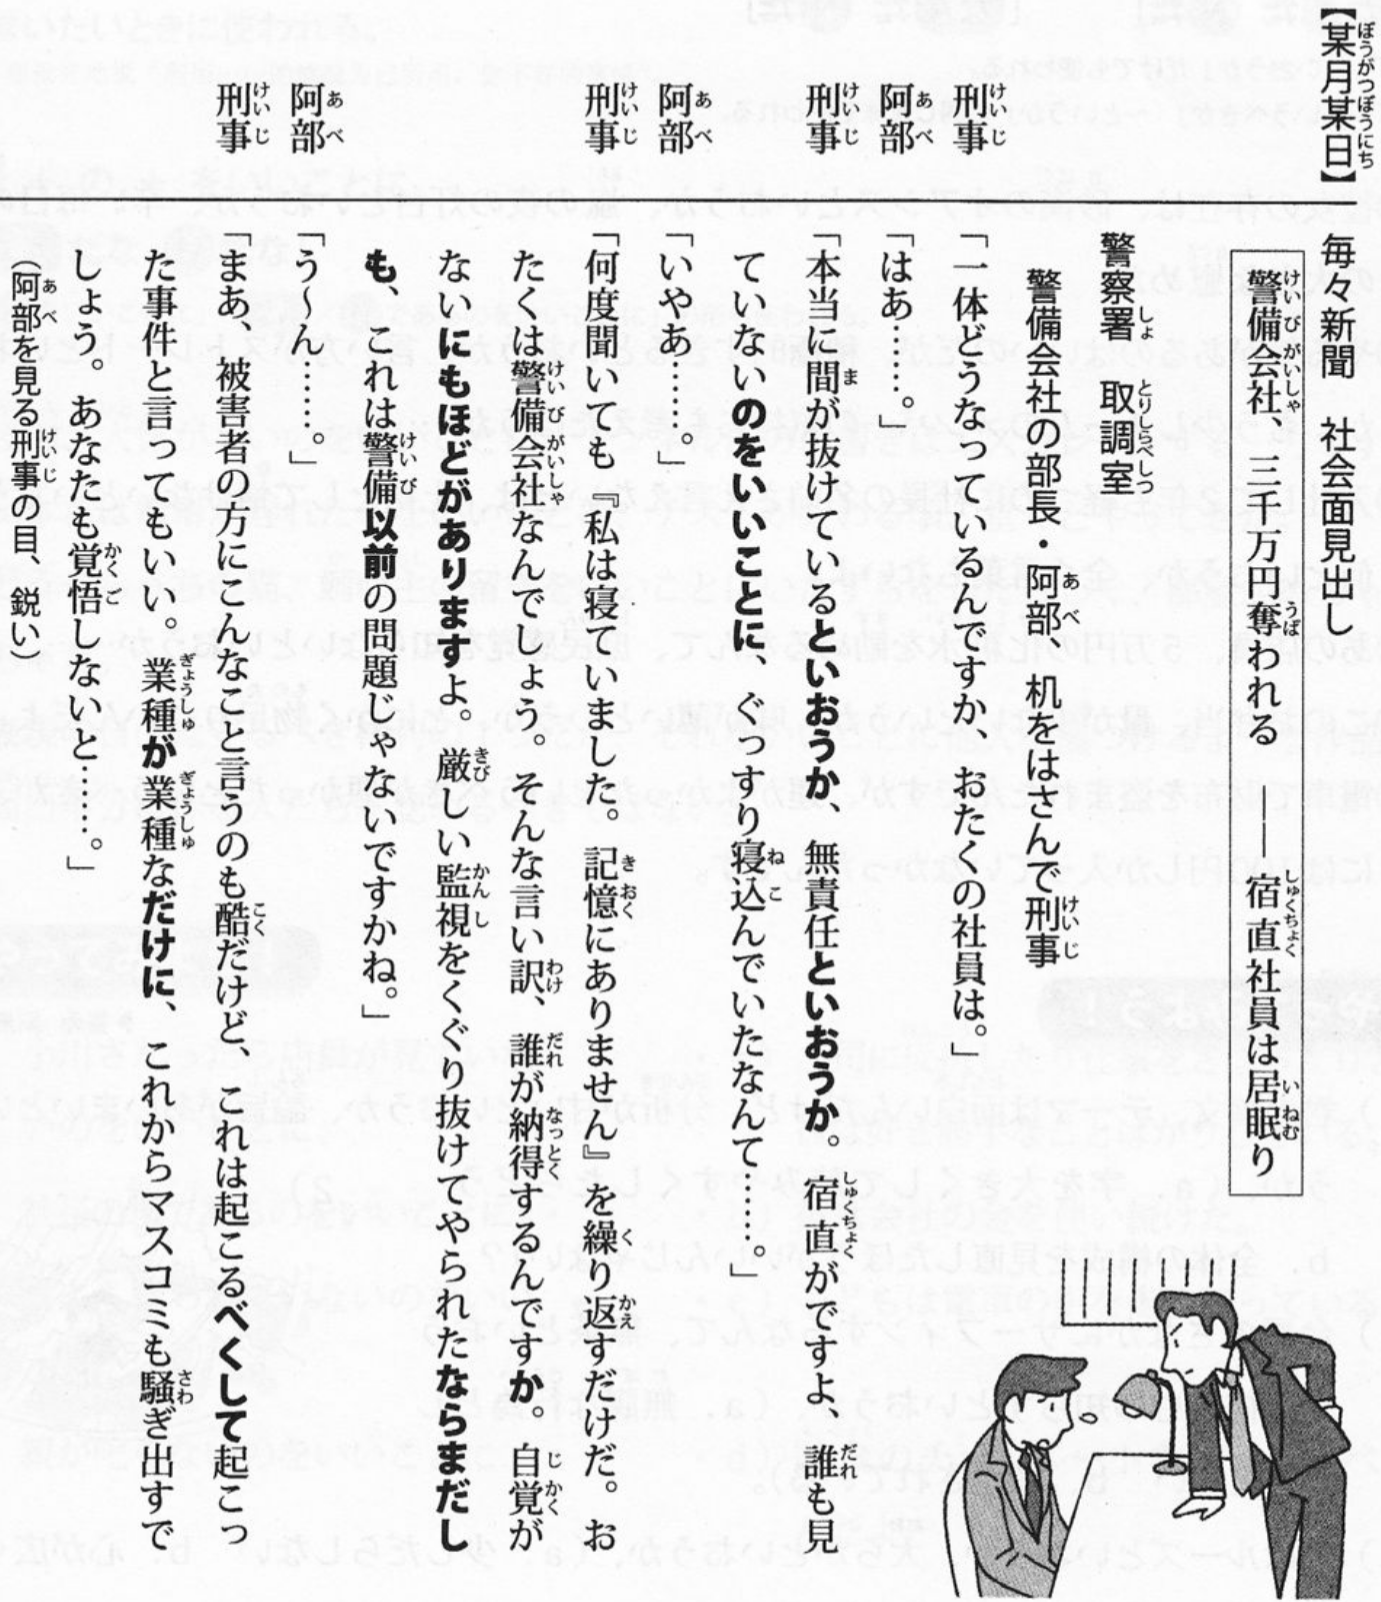 【某月某日】
毎々新聞　社会面見出し
警備会社　三千万円奪われる　――宿直社員は居眠り
警察署　取調室
警備会社の部長・阿部　机をはさんで刑事
刑事「一体どうなっているんですか、おたくの社員は。」
阿部「はあ……。」
刑事「本当に間が抜けているといおうか、無責任といおうか。宿直がですよ、誰も見
ていないのをいいことに、ぐっすり寝込んでいたなんて……。」
阿部「いやあ……。」
刑事「何度聞いても『私は寝ていました。記憶にありません』を繰り返すだけだ。お
たくは警備会社なんでしょう。そんな言い訳、誰が納得するんですか。自覚が
ないにもほどがありますよ。厳しい監視をくぐり抜けてやられたならまだし
も、これは警備以前の問題じゃないですかね。」
阿部「う～ん……。」
刑事「まあ、被害者の方にこんなこと言うのも酷だけど、これは起こるべくして起こっ
た事件と言ってもいい。業種が業種なだけに、これからマスコミも騒ぎ出すで
しょう。あなたも覚悟しないと……。」
（阿部を見る刑事の目、鋭い）